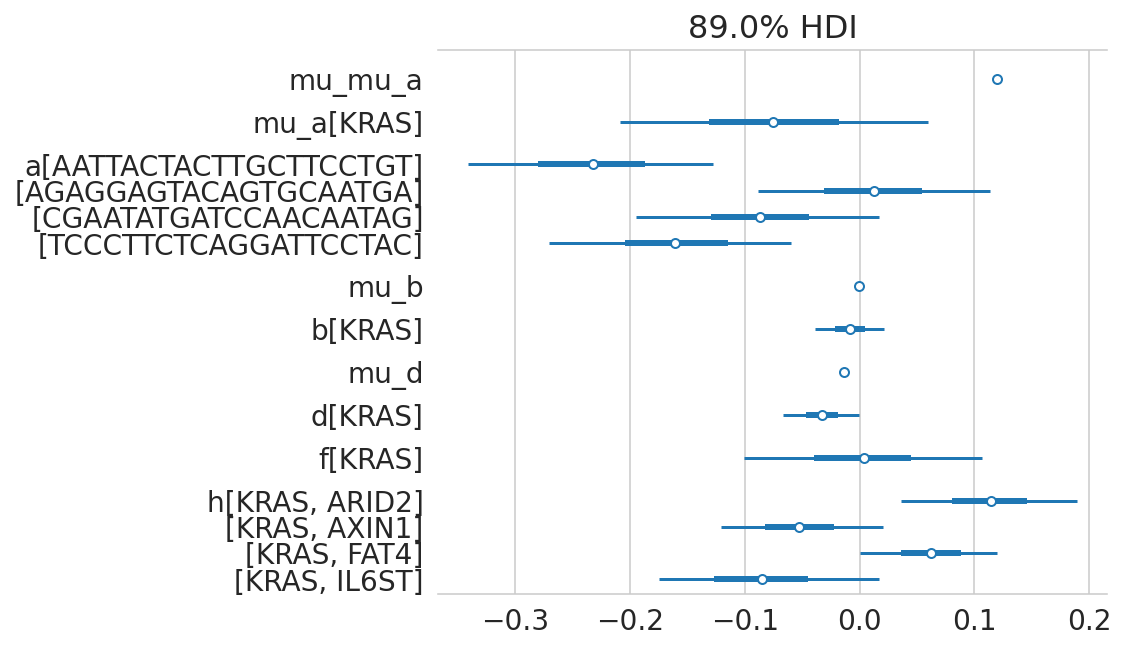 89.0% HDI
mu_mu_a
mu_a[KRAS]
a[AATTACTACTTGCTTCCTGT]
[AGAGGAGTACAGTGCAATGA]
[CGAATATGATCCAACAATAG]
[TCCCTTCTCAGGATTCCTAC]
mu_b
b[KRAS]
mu_d
d[KRAS]
f[KRAS]
h[KRAS, ARID2]
[KRAS, AXIN1]
[KRAS, FAT4]
[KRAS, IL6ST]
−0.3 −0.2 −0.1 0.0 0.1 0.2